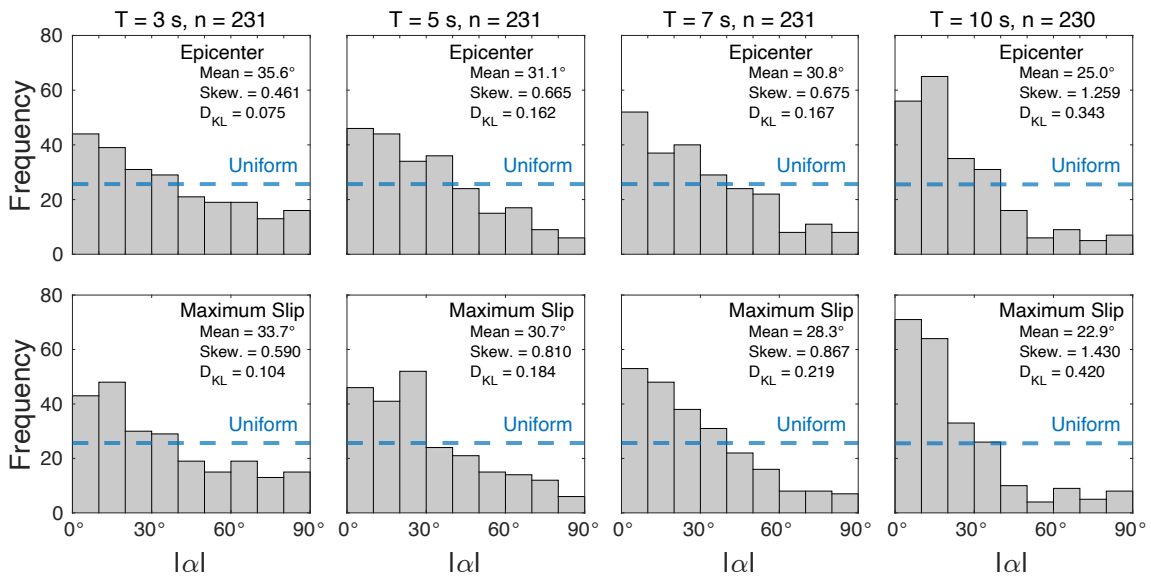 T = 3 s, n = 231
T = 5 s, n = 231
T = 7 s, n = 231
T = 10 s, n = 230
Frequency
80
60
40
20
0
Epicenter
Mean = 35.6°
Skew. = 0.461
D_KL = 0.075
Uniform
Epicenter
Mean = 31.1°
Skew. = 0.665
D_KL = 0.162
Uniform
Epicenter
Mean = 30.8°
Skew. = 0.675
D_KL = 0.167
Uniform
Epicenter
Mean = 25.0°
Skew. = 1.259
D_KL = 0.343
Uniform
Frequency
80
60
40
20
0
Maximum Slip
Mean = 33.7°
Skew. = 0.590
D_KL = 0.104
Uniform
0° 30° 60° 90°
|α|
Maximum Slip
Mean = 30.7°
Skew. = 0.810
D_KL = 0.184
Uniform
0° 30° 60° 90°
|α|
Maximum Slip
Mean = 28.3°
Skew. = 0.867
D_KL = 0.219
Uniform
0° 30° 60° 90°
|α|
Maximum Slip
Mean = 22.9°
Skew. = 1.430
D_KL = 0.420
Uniform
0° 30° 60° 90°
|α|